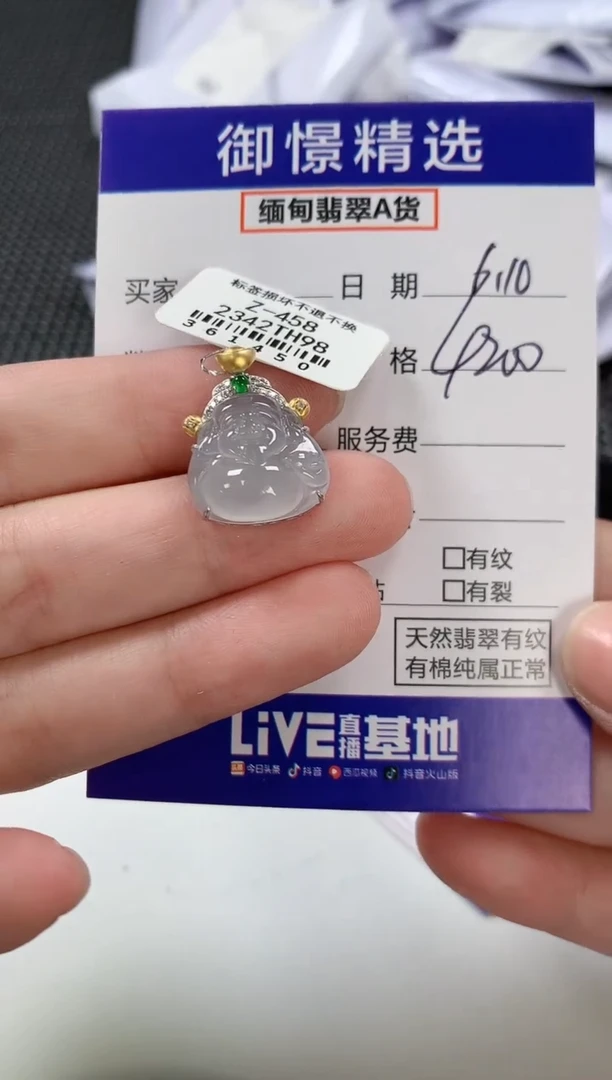 御憬精选
缅甸翡翠A货
买家
日期 6.10
标签损坏不退不换
Z-458
2342TH98
361450
格 4300
服务费
□有纹
□有裂
天然翡翠有纹
有棉纯属正常
LiVE直播基地
今日头条 抖音 西瓜视频 抖音火山版